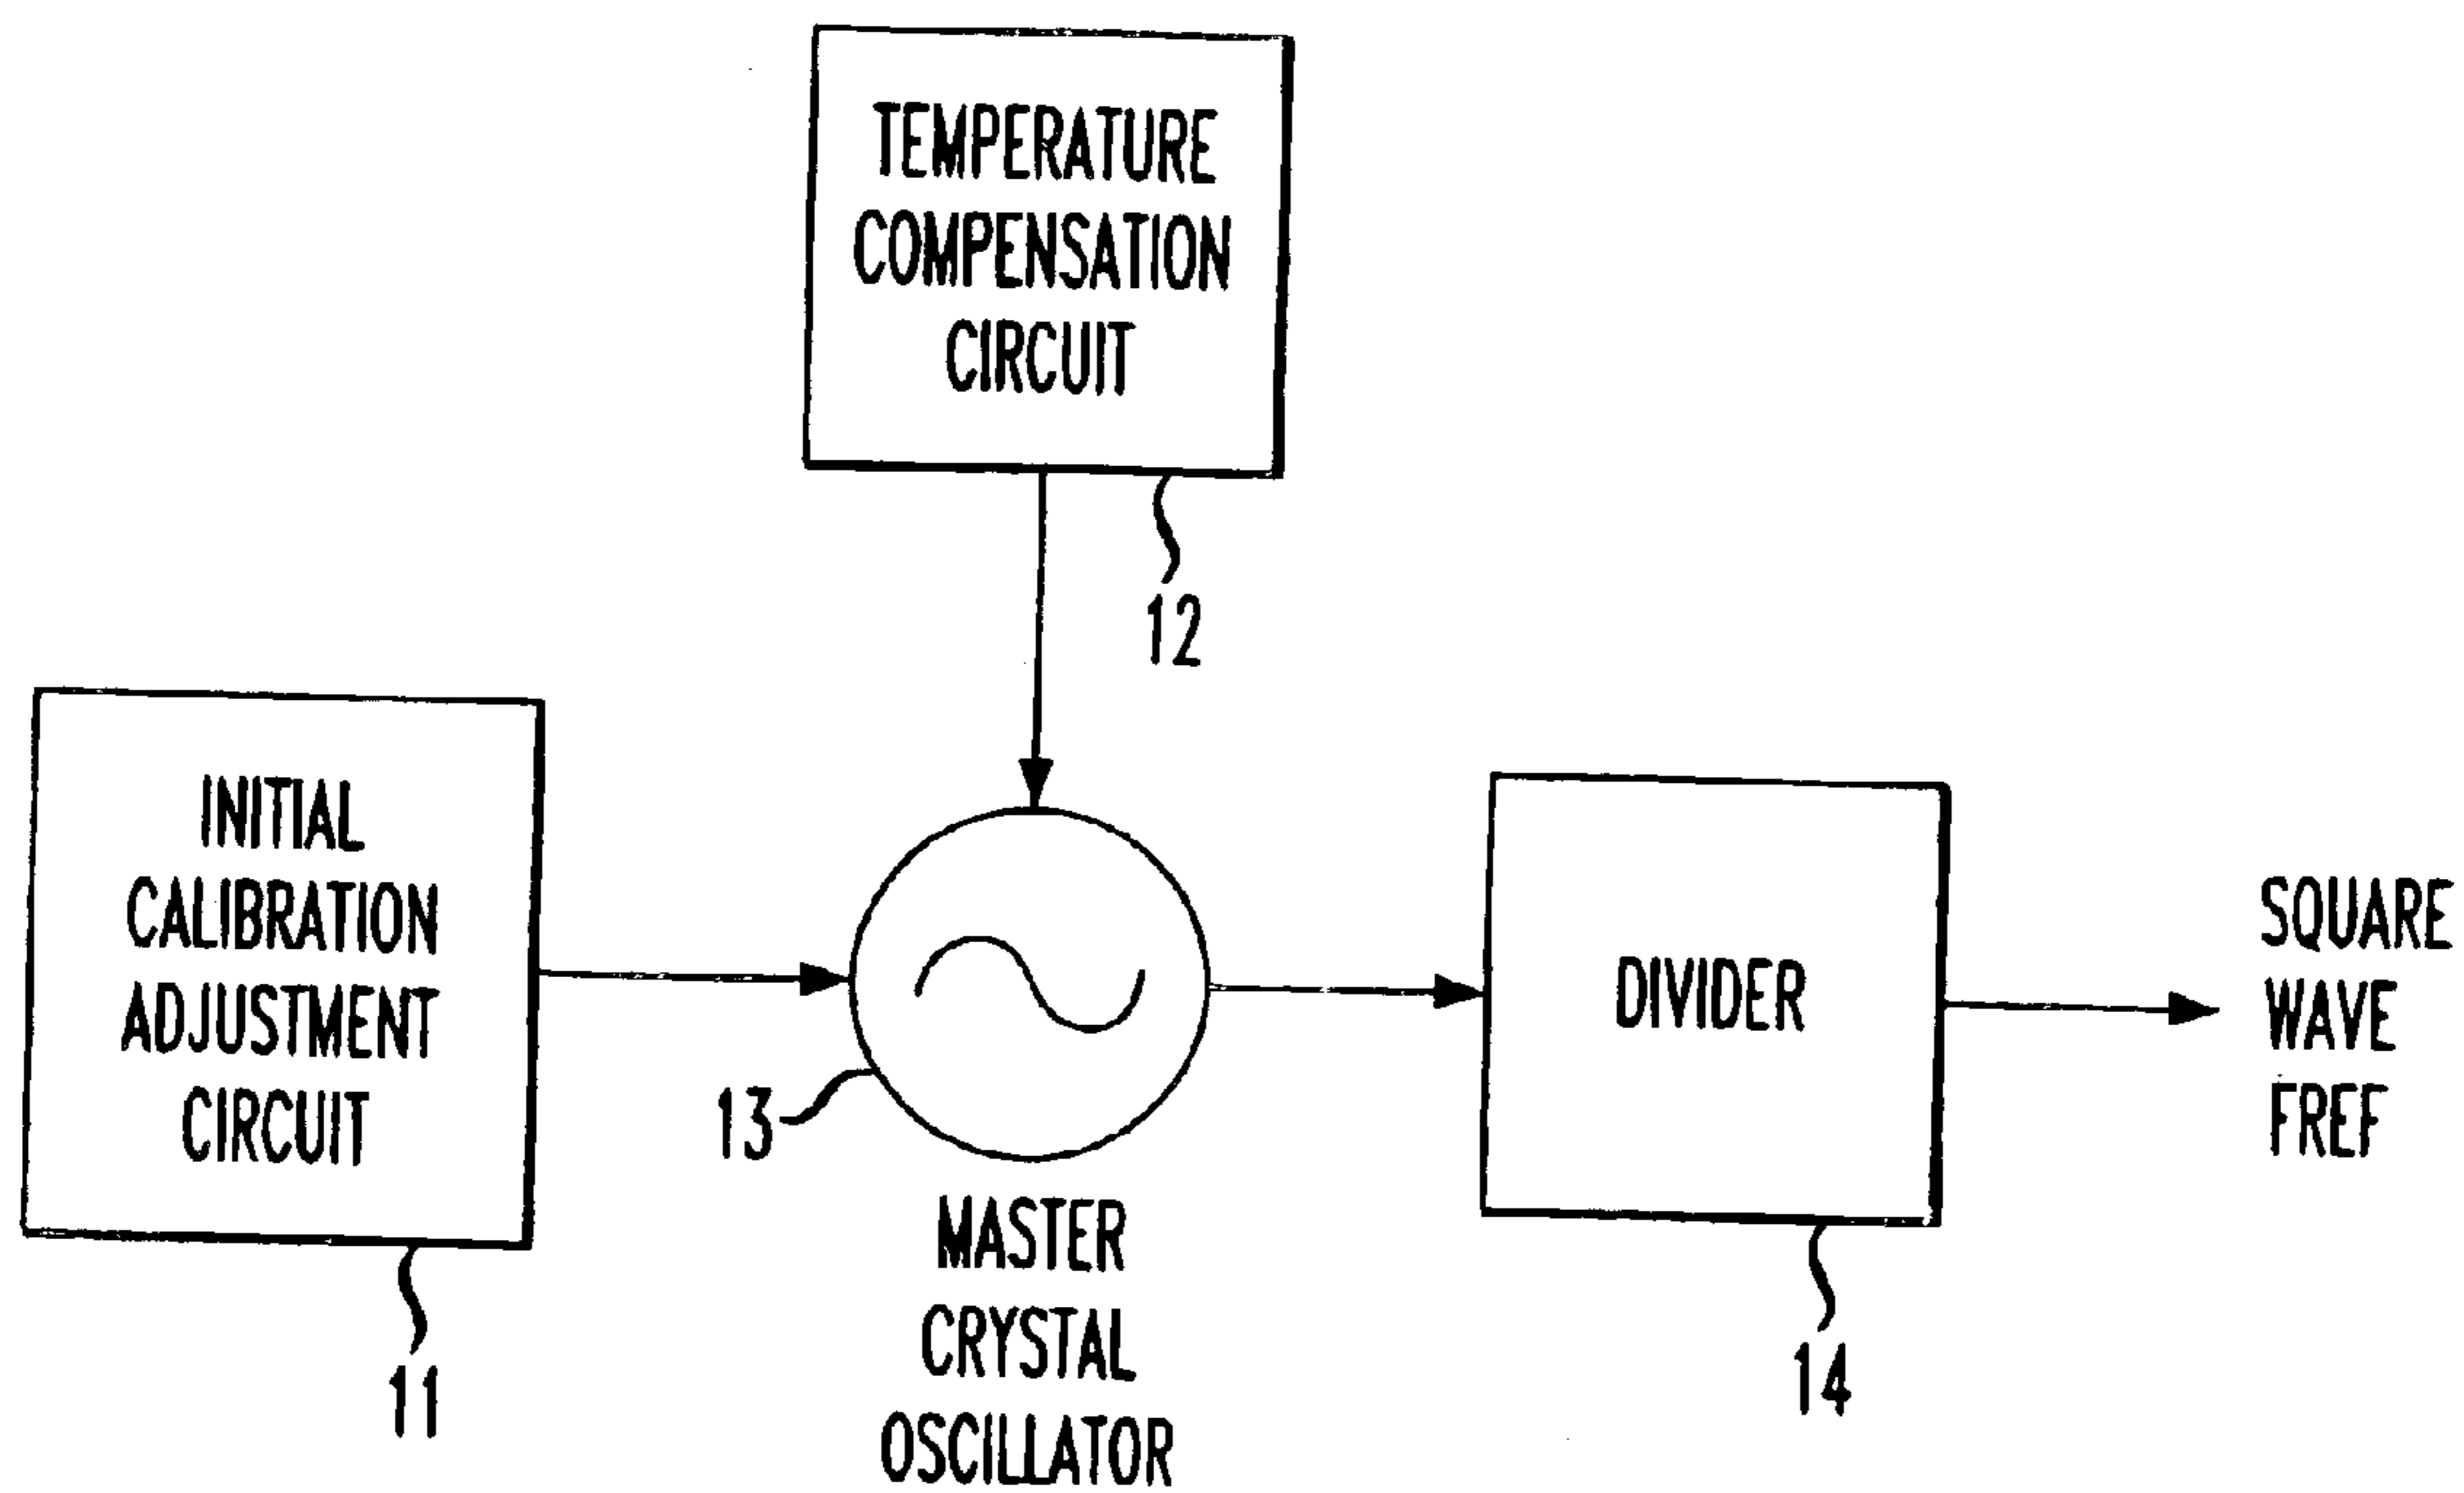 TEMPERATURE
COMPENSATION
CIRCUIT
12
INITIAL
CALIBRATION
ADJUSTMENT
CIRCUIT
11
13
MASTER
CRYSTAL
OSCILLATOR
DIVIDER
14
SQUARE
WAVE
FREF